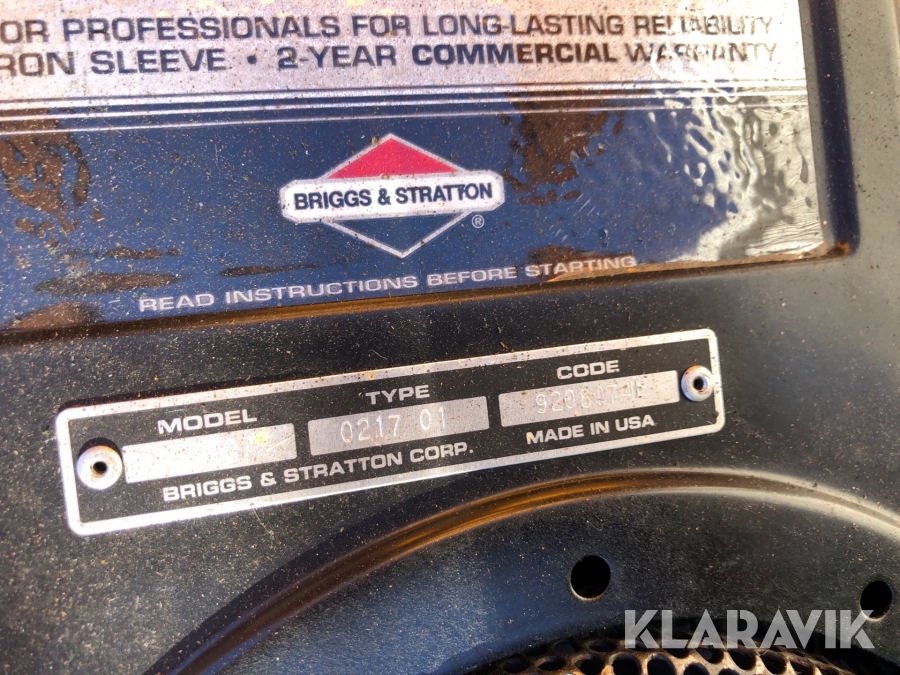 OR PROFESSIONALS FOR LONG-LASTING RELIABILITY
RON SLEEVE • 2-YEAR COMMERCIAL WARRANTY
BRIGGS & STRATTON
®
READ INSTRUCTIONS BEFORE STARTING
MODEL TYPE CODE
0217 01
BRIGGS & STRATTON CORP. MADE IN USA
KLARAVIK